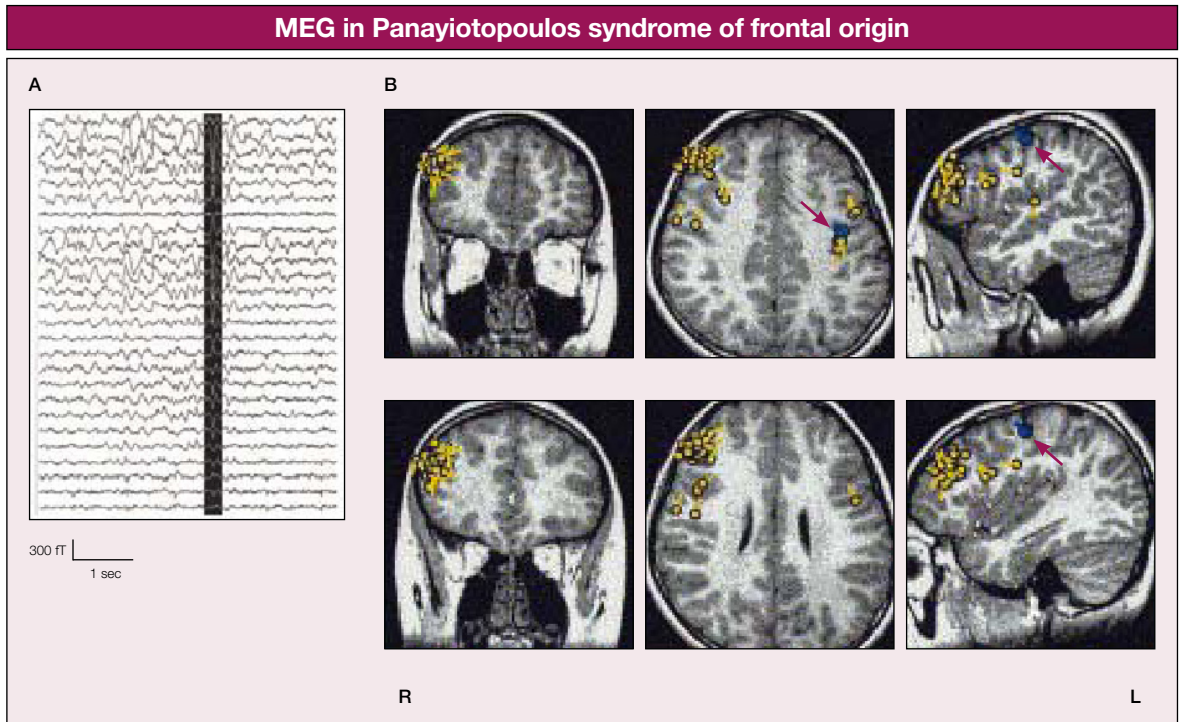 MEG in Panayiotopoulos syndrome of frontal origin
A
B
300 fT
1 sec
R
L